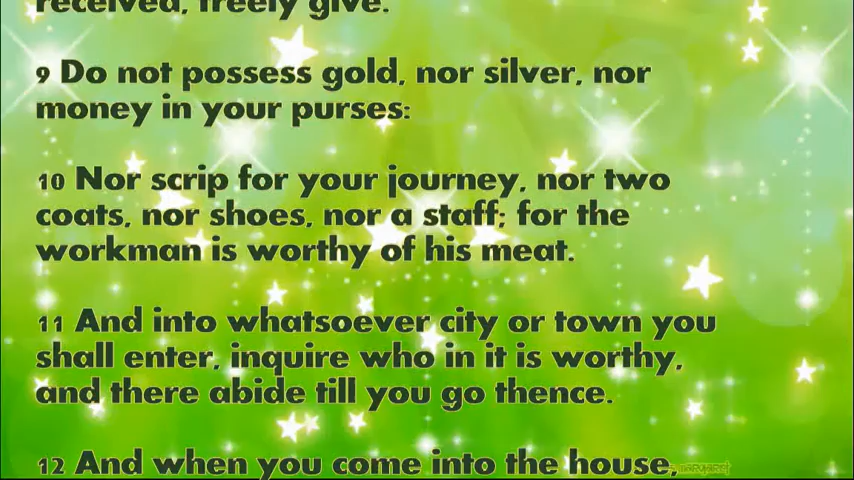 received, freely give.
9 Do not possess gold, nor silver, nor
money in your purses:
10 Nor scrip for your journey, nor two
coats, nor shoes, nor a staff; for the
workman is worthy of his meat.
11 And into whatsoever city or town you
shall enter, inquire who in it is worthy,
and there abide till you go thence.
12 And when you come into the house,